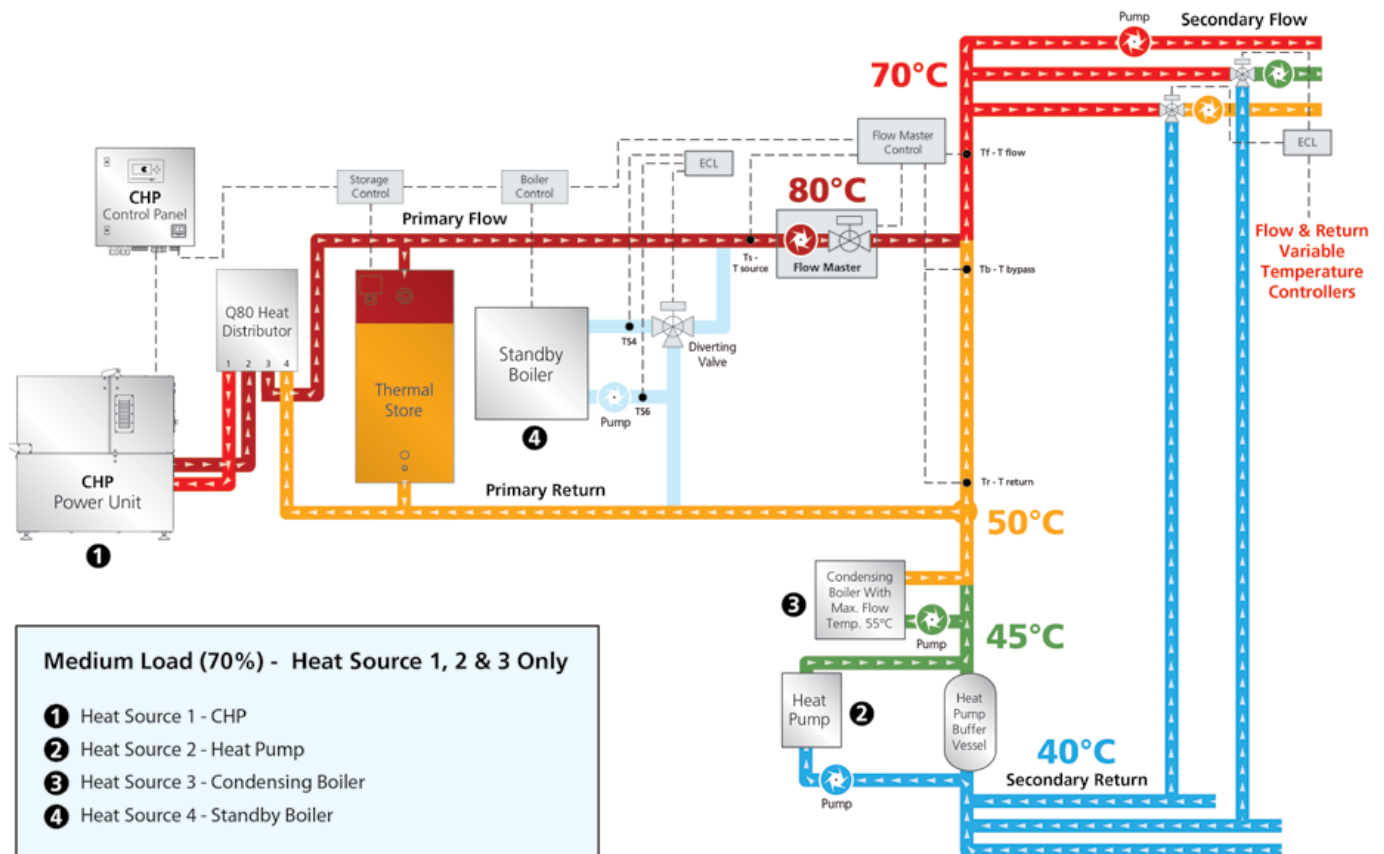 Pump
Secondary Flow
70°C
Flow Master
Control
Tf - T flow
ECL
ECL
CHP
Control Panel
Storage
Control
Boiler
Control
80°C
Primary Flow
Ts -
T source
Flow Master
Tb - T bypass
Flow & Return
Variable
Temperature
Controllers
Q80 Heat
Distributor
1 2 3 4
Thermal
Store
Standby
Boiler
TS4
Diverting
Valve
Pump
TS6
4
CHP
Power Unit
1
Primary Return
Tr - T return
50°C
Condensing
Boiler With
Max. Flow
Temp. 55°C
3
Pump
45°C
Heat
Pump
2
Heat
Pump
Buffer
Vessel
40°C
Secondary Return
Pump
Medium Load (70%) - Heat Source 1, 2 & 3 Only
1 Heat Source 1 - CHP
2 Heat Source 2 - Heat Pump
3 Heat Source 3 - Condensing Boiler
4 Heat Source 4 - Standby Boiler